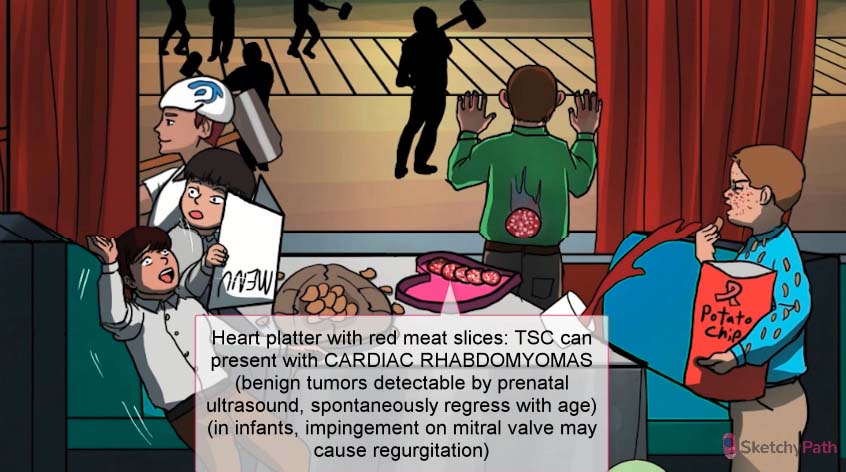 MENU
Potato
Chip
Heart platter with red meat slices: TSC can
present with CARDIAC RHABDOMYOMAS
(benign tumors detectable by prenatal
ultrasound, spontaneously regress with age)
(in infants, impingement on mitral valve may
cause regurgitation)
SketchyPath